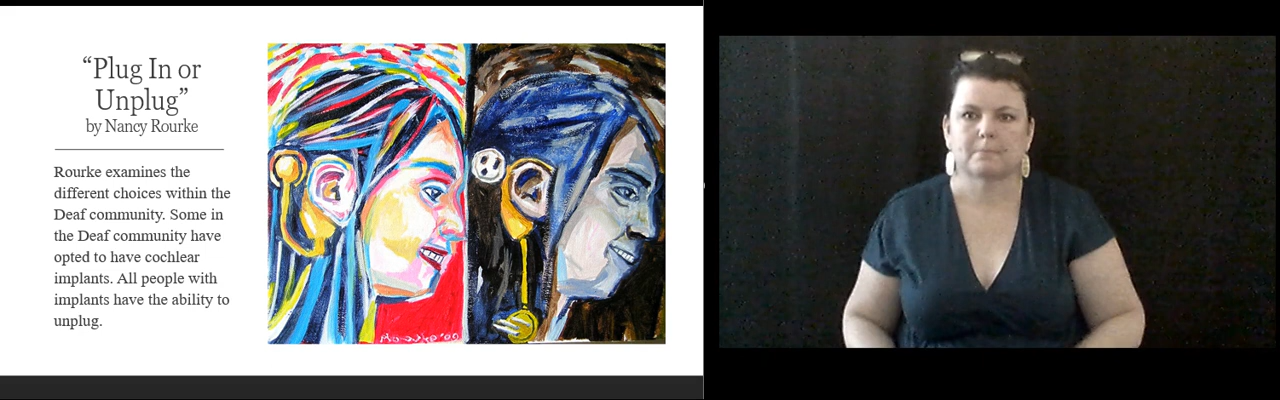 “Plug In or
Unplug”
by Nancy Rourke
Rourke examines the
different choices within the
Deaf community. Some in
the Deaf community have
opted to have cochlear
implants. All people with
implants have the ability to
unplug.